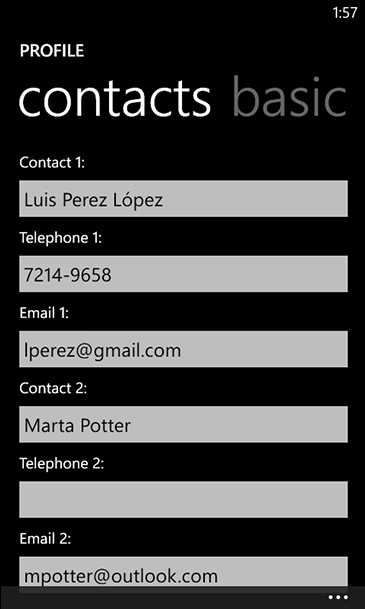 1:57
PROFILE
contacts basic
Contact 1:
Luis Perez López
Telephone 1:
7214-9658
Email 1:
lperez@gmail.com
Contact 2:
Marta Potter
Telephone 2:
Email 2:
mpotter@outlook.com